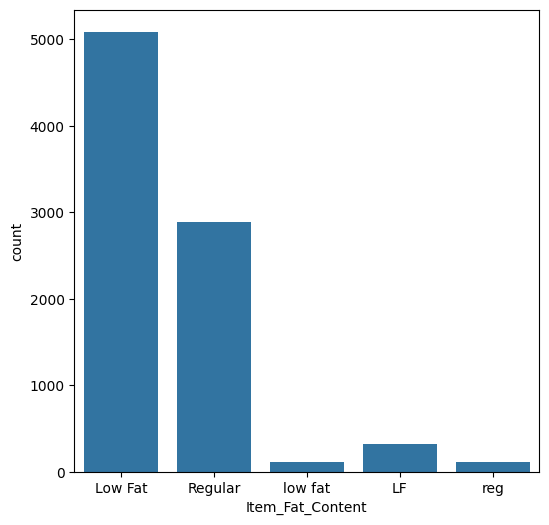 5000
4000
3000
2000
1000
0
count
Low Fat Regular low fat LF reg
Item_Fat_Content